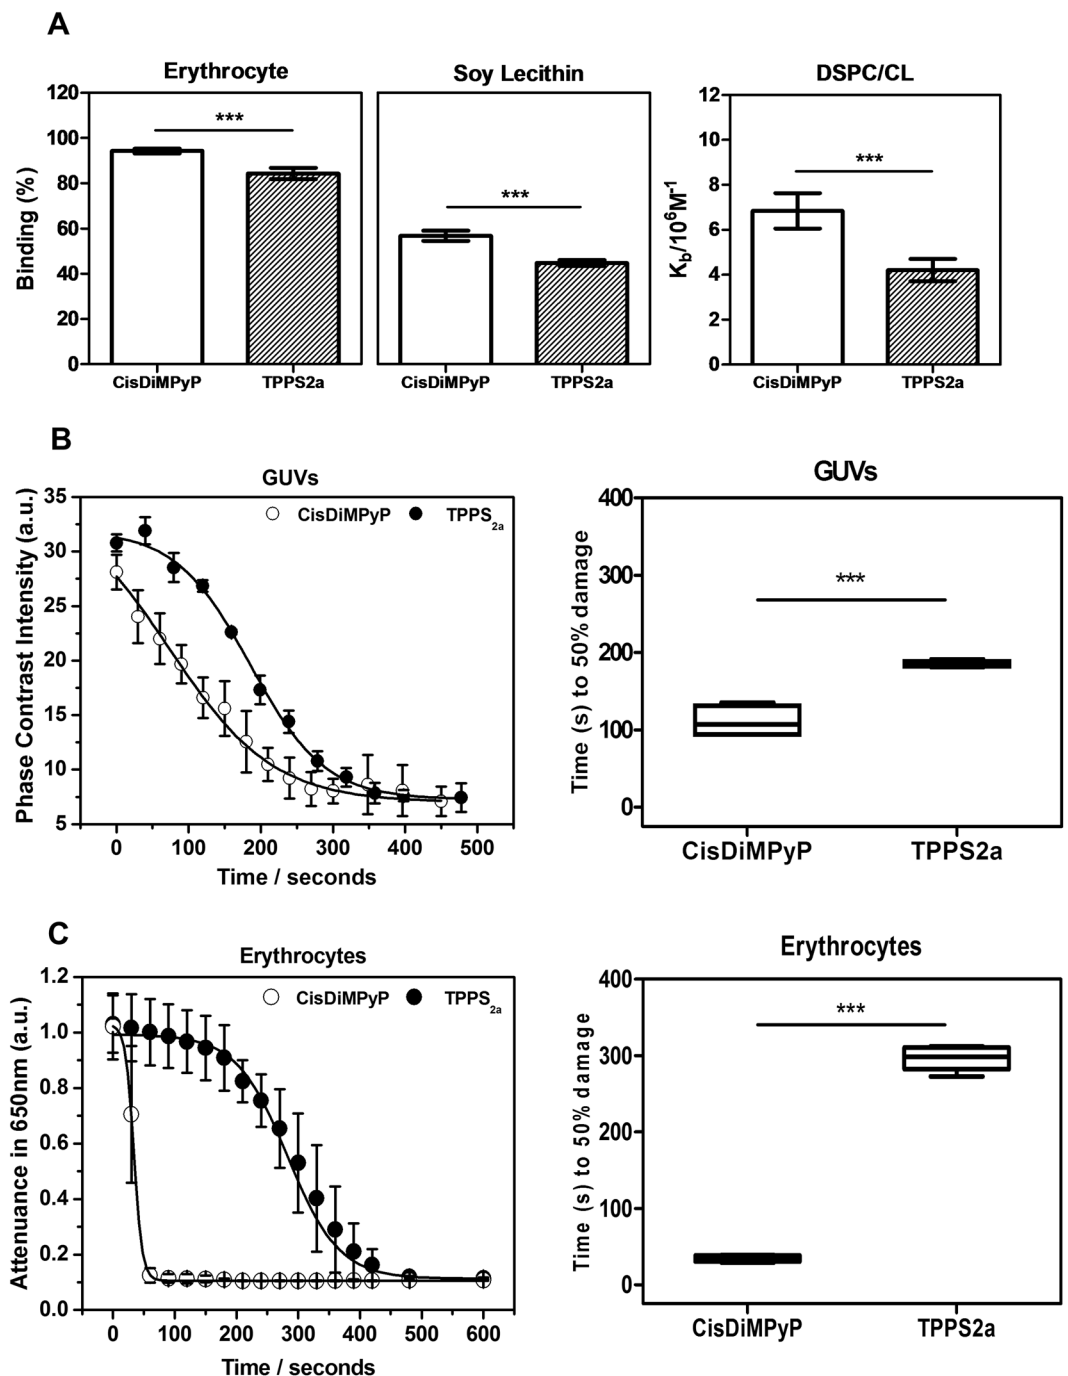 A
Erythrocyte
Soy Lecithin
DSPC/CL
Binding (%)
120
100
80
60
40
20
0
***
***
CisDiMPyP
TPPS2a
CisDiMPyP
TPPS2a
Kb/10^6M^-1
12
10
8
6
4
2
0
***
CisDiMPyP
TPPS2a
B
GUVs
Phase Contrast Intensity (a.u.)
35
30
25
20
15
10
5
CisDiMPyP
TPPS2a
0 100 200 300 400 500
Time / seconds
GUVs
Time (s) to 50% damage
400
300
200
100
0
***
CisDiMPyP
TPPS2a
C
Erythrocytes
Attenuance in 650nm (a.u.)
1.2
1.0
0.8
0.6
0.4
0.2
0.0
CisDiMPyP
TPPS2a
0 100 200 300 400 500 600
Time / seconds
Erythrocytes
Time (s) to 50% damage
400
300
200
100
0
***
CisDiMPyP
TPPS2a